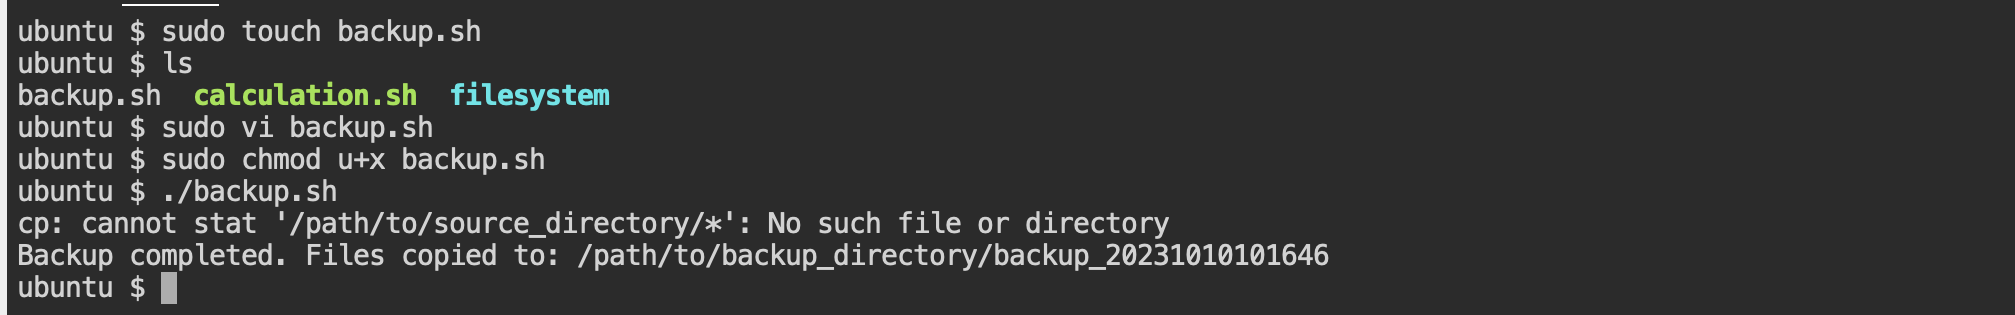 ubuntu $ sudo touch backup.sh
ubuntu $ ls
backup.sh  calculation.sh  filesystem
ubuntu $ sudo vi backup.sh
ubuntu $ sudo chmod u+x backup.sh
ubuntu $ ./backup.sh
cp: cannot stat '/path/to/source_directory/*': No such file or directory
Backup completed. Files copied to: /path/to/backup_directory/backup_20231010101646
ubuntu $